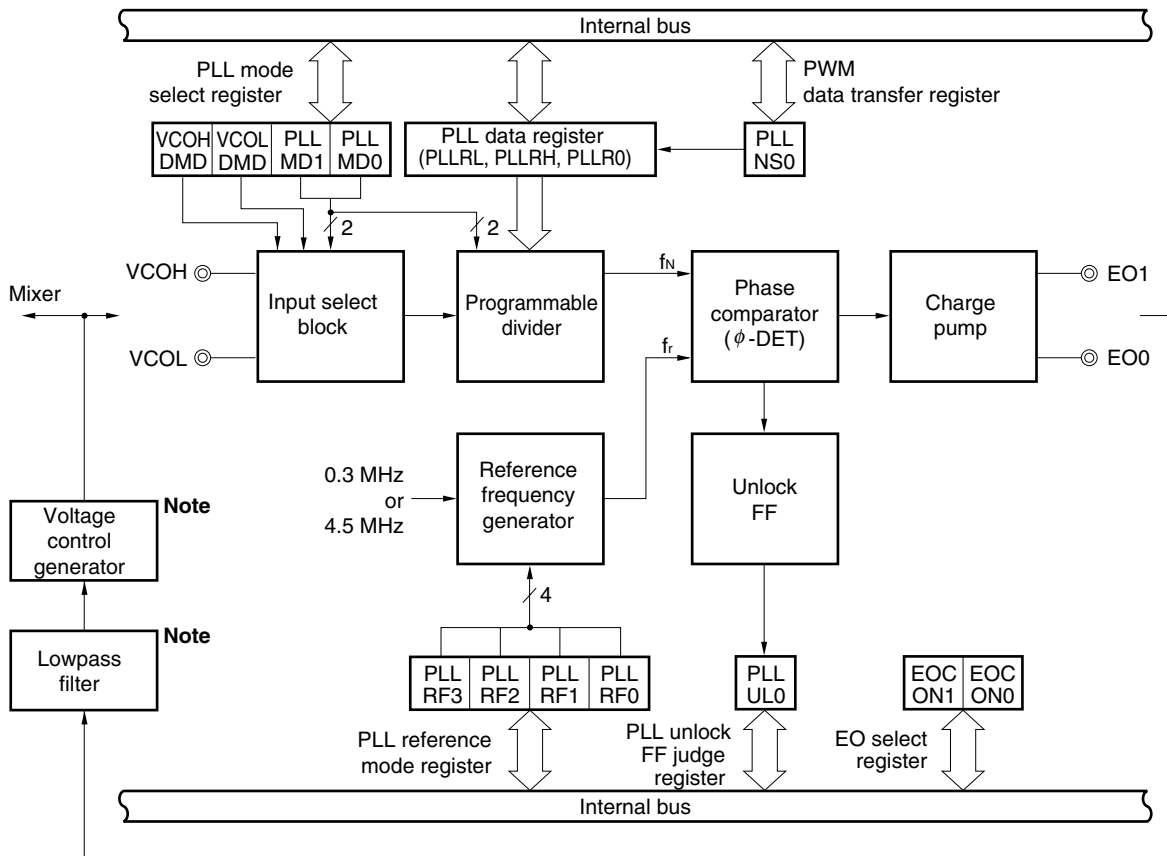 Internal bus
PLL mode
select register
PWM
data transfer register
VCOH
DMD
VCOL
DMD
PLL
MD1
PLL
MD0
PLL data register
(PLLRL, PLLRH, PLLR0)
PLL
NS0
2
2
VCOH
VCOL
Mixer
Input select
block
Programmable
divider
fN
fr
Phase
comparator
(ϕ-DET)
Charge
pump
EO1
EO0
0.3 MHz
or
4.5 MHz
Reference
frequency
generator
Unlock
FF
Note
Voltage
control
generator
Note
Lowpass
filter
4
PLL
RF3
PLL
RF2
PLL
RF1
PLL
RF0
PLL
UL0
EOC
ON1
EOC
ON0
PLL reference
mode register
PLL unlock
FF judge
register
EO select
register
Internal bus